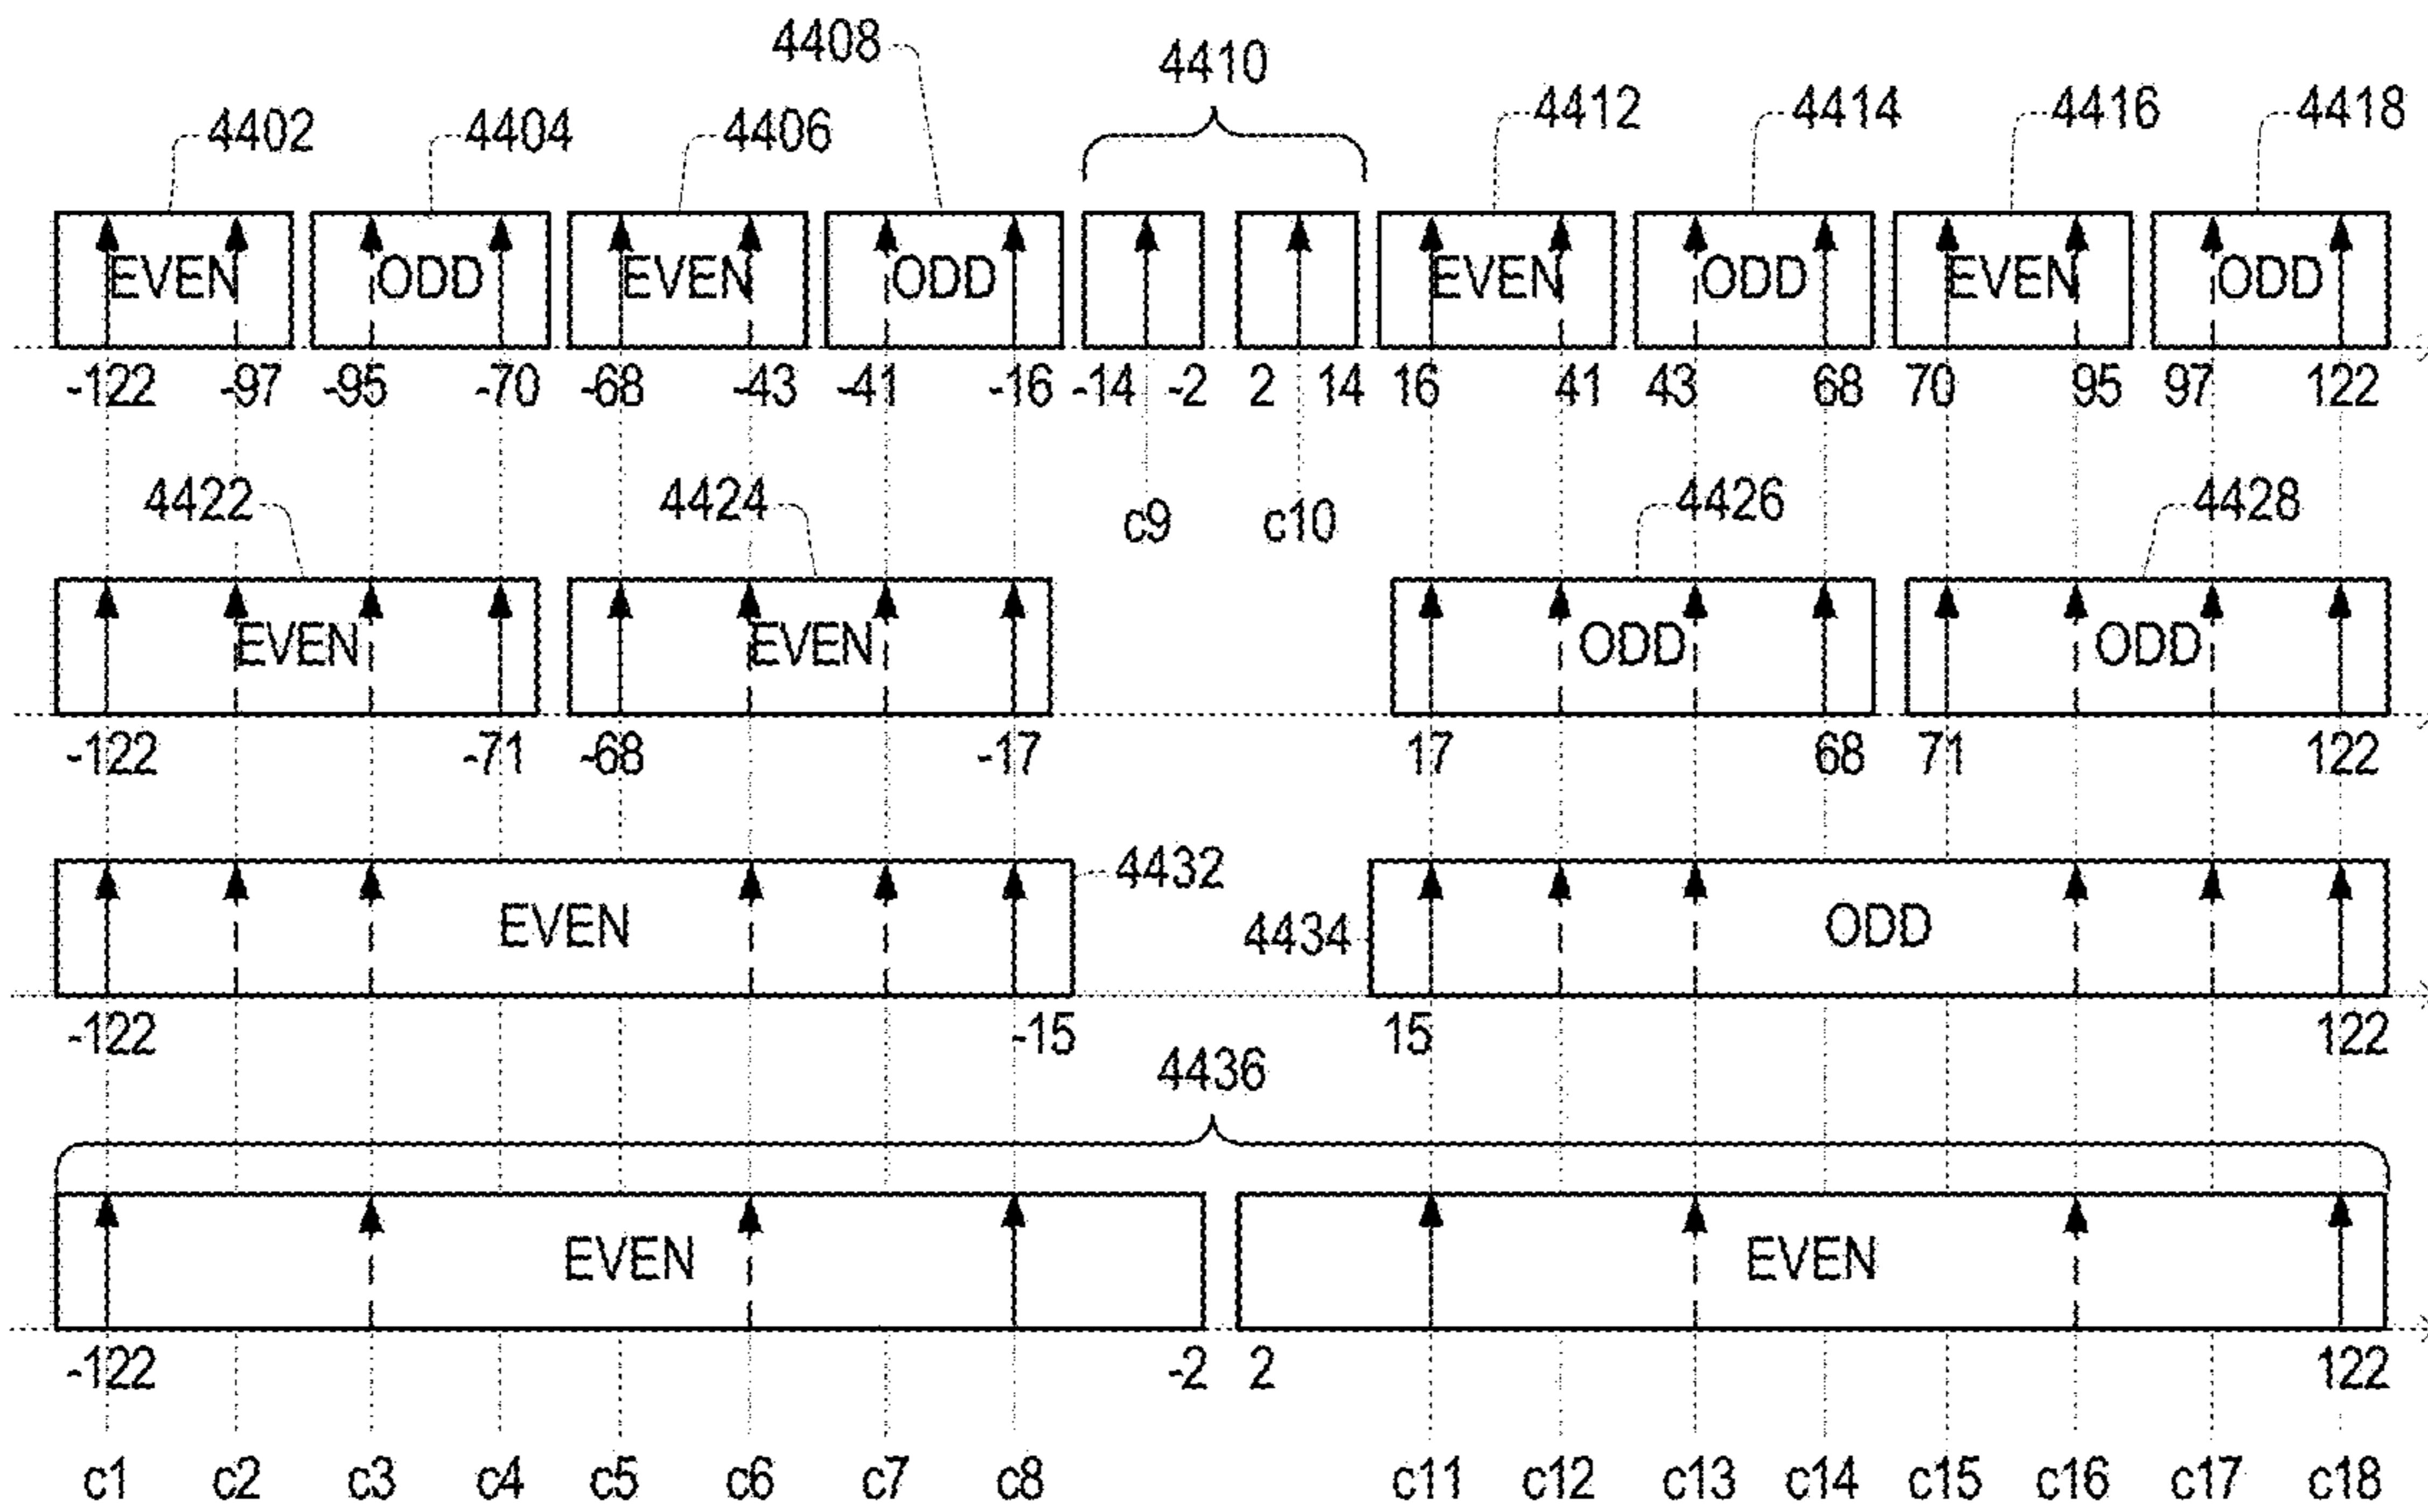 4408
4410
4402 4404 4406 4412 4414 4416 4418
EVEN ODD EVEN ODD EVEN ODD EVEN ODD
-122 -97 -95 -70 -68 -43 -41 -16 -14 -2 2 14 16 41 43 68 70 95 97 122
4422 4424 c9 c10 4426 4428
EVEN EVEN ODD ODD
-122 -71 -68 -17 17 68 71 122
4432
EVEN 4434 ODD
-122 -15 15 122
4436
EVEN EVEN
-122 -2 2 122
c1 c2 c3 c4 c5 c6 c7 c8 c11 c12 c13 c14 c15 c16 c17 c18